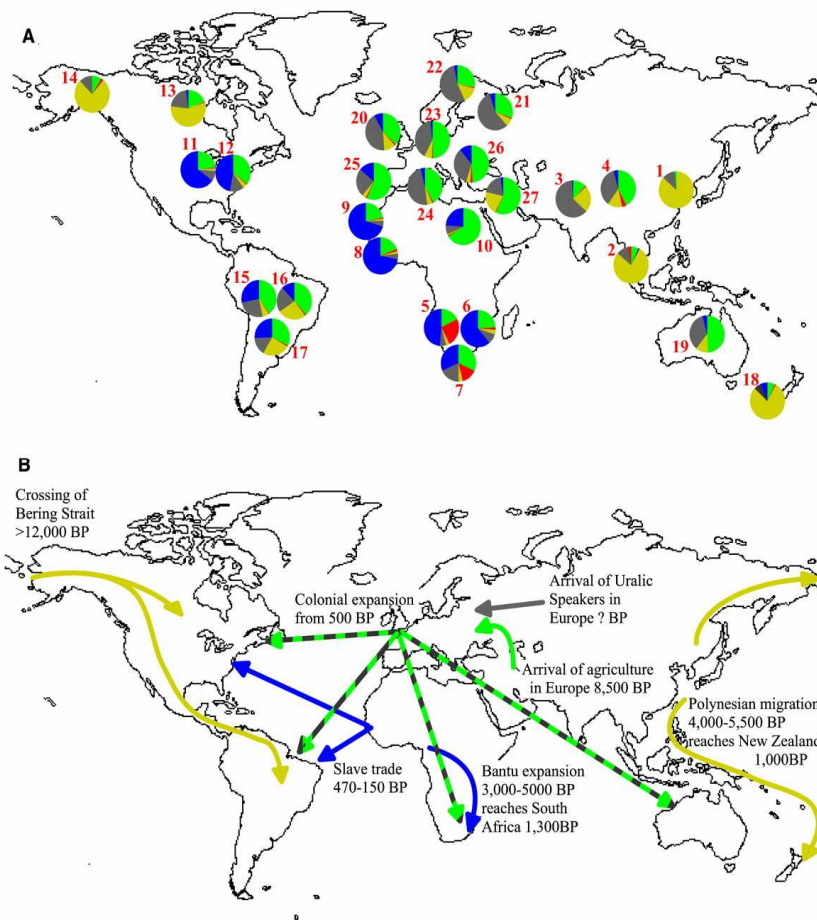 A
14
13
11
12
15
16
17
22
21
20
23
25
26
24
27
9
8
10
3
4
1
2
5
6
7
19
18
B
Crossing of
Bering Strait
>12,000 BP
Colonial expansion
from 500 BP
Arrival of Uralic
Speakers in
Europe ? BP
Arrival of agriculture
in Europe 8,500 BP
Polynesian migration
4,000-5,500 BP
reaches New Zealand
1,000BP
Slave trade
470-150 BP
Bantu expansion
3,000-5000 BP
reaches South
Africa 1,300BP